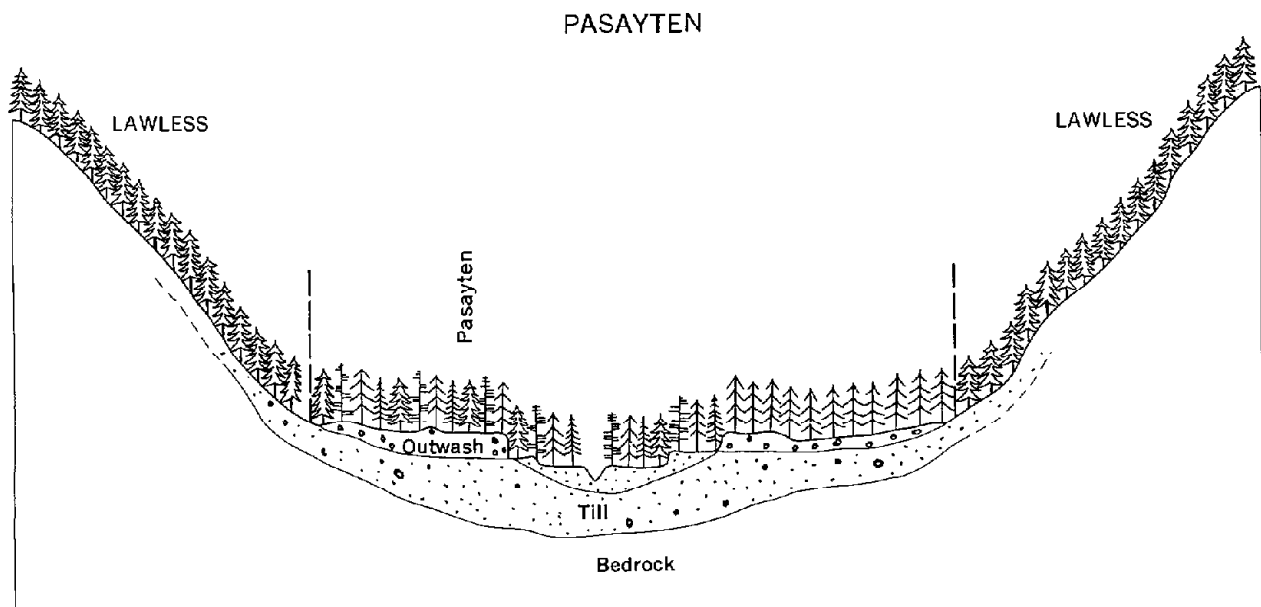 PASAYTEN
LAWLESS
LAWLESS
Pasayten
Outwash
Till
Bedrock